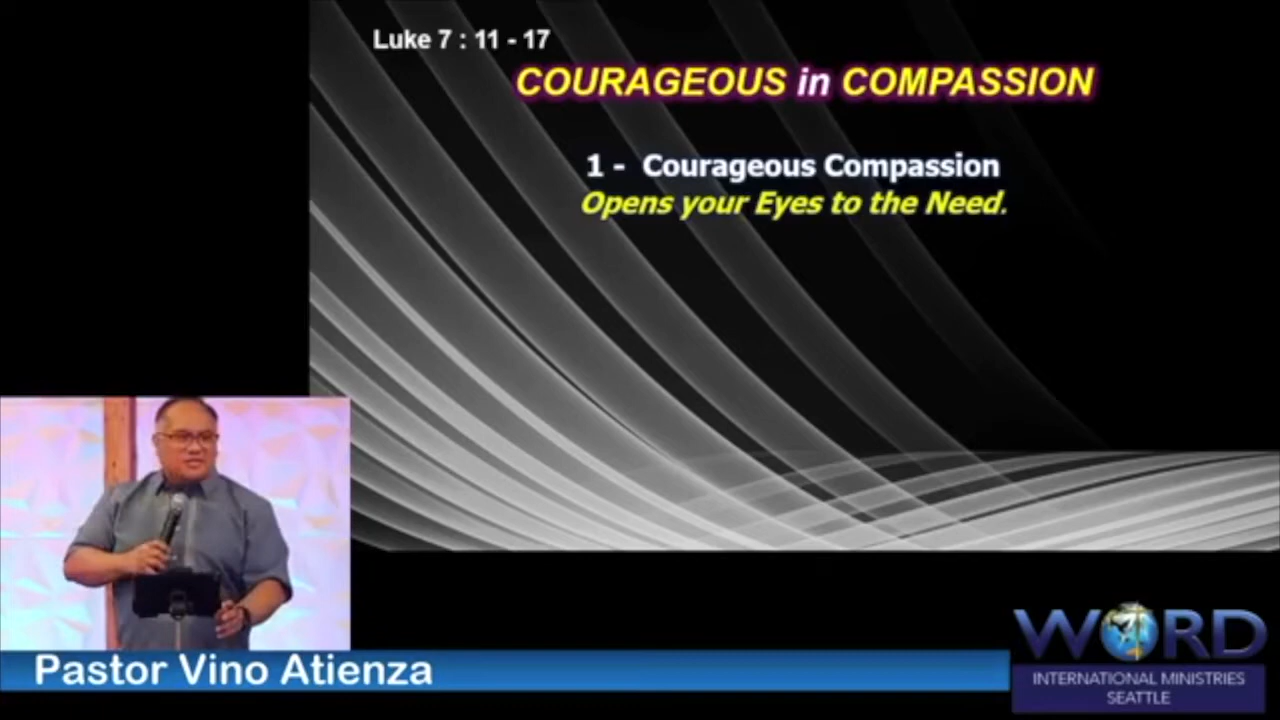 Luke 7 : 11 - 17
COURAGEOUS in COMPASSION
1 - Courageous Compassion
Opens your Eyes to the Need.
Pastor Vino Atienza
WORD
INTERNATIONAL MINISTRIES
SEATTLE